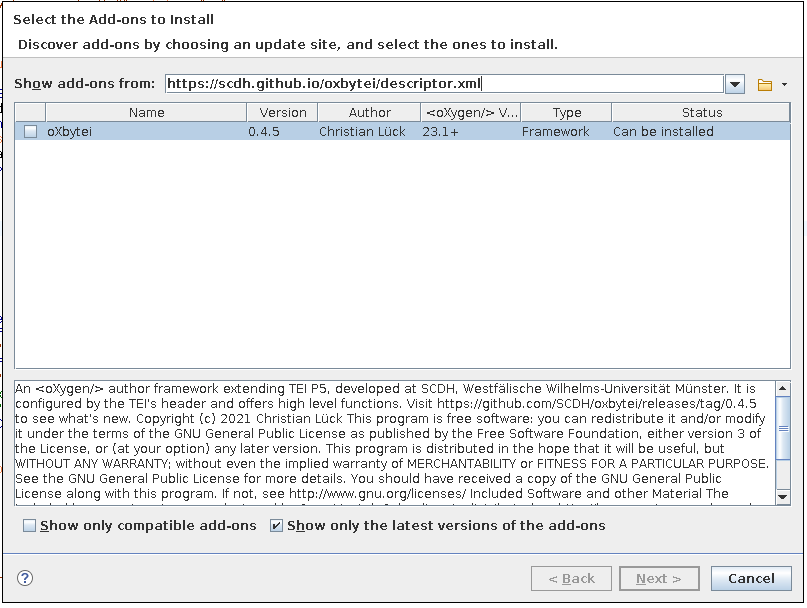 Select the Add-ons to Install
Discover add-ons by choosing an update site, and select the ones to install.
Show add-ons from: https://scdh.github.io/oxbytei/descriptor.xml
Name Version Author <oXygen/> V... Type Status
oXbytei 0.4.5 Christian Lück 23.1+ Framework Can be installed
An <oXygen/> author framework extending TEI P5, developed at SCDH, Westfälische Wilhelms-Universität Münster. It is
configured by the TEI's header and offers high level functions. Visit https://github.com/SCDH/oxbytei/releases/tag/0.4.5
to see what's new. Copyright (c) 2021 Christian Lück This program is free software: you can redistribute it and/or modify
it under the terms of the GNU General Public License as published by the Free Software Foundation, either version 3 of
the License, or (at your option) any later version. This program is distributed in the hope that it will be useful, but
WITHOUT ANY WARRANTY; without even the implied warranty of MERCHANTABILITY or FITNESS FOR A PARTICULAR PURPOSE.
See the GNU General Public License for more details. You should have received a copy of the GNU General Public
License along with this program. If not, see http://www.gnu.org/licenses/ Included Software and other Material The
Show only compatible add-ons Show only the latest versions of the add-ons
? < Back Next > Cancel